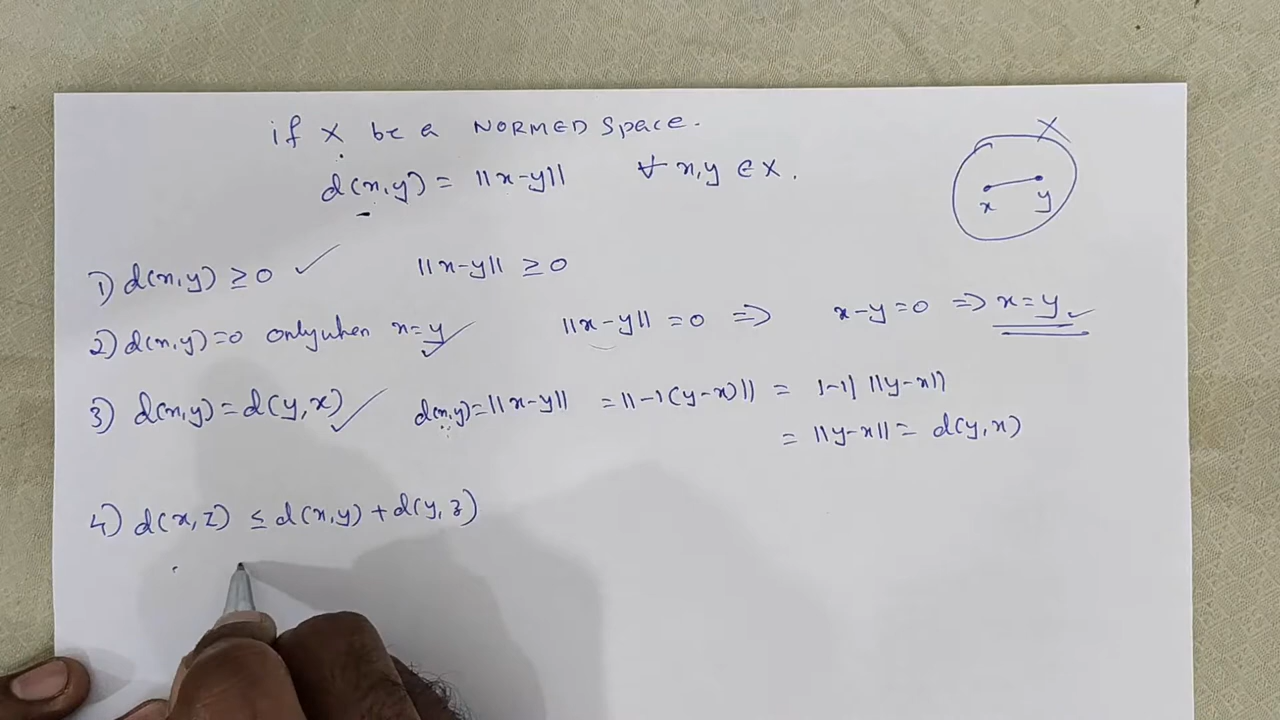 if X be a NORMED Space.
d(x,y) = ||x-y|| ∀ x,y ∈ X.
X
x y
1) d(x,y) ≥ 0 ✓ ||x-y|| ≥ 0
2) d(x,y)=0 only when x=y ✓ ||x-y|| = 0 => x-y=0 => x=y ✓
3) d(x,y) = d(y,x) ✓ d(x,y)=||x-y|| = ||-1(y-x)|| = |-1| ||y-x||
= ||y-x|| = d(y,x)
4) d(x,z) ≤ d(x,y) + d(y,z)